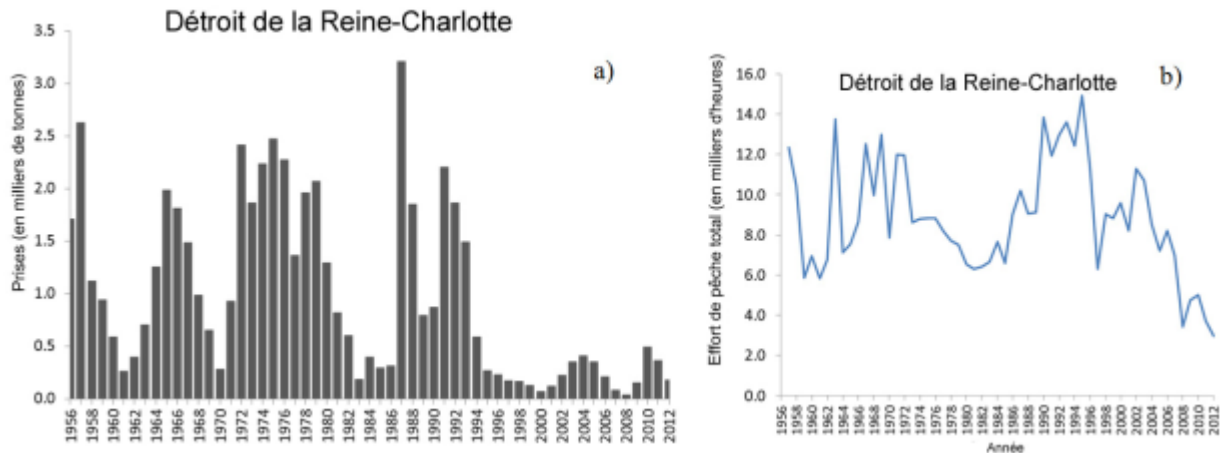 Détroit de la Reine-Charlotte
a)
Prises (en milliers de tonnes)
3.5
3.0
2.5
2.0
1.5
1.0
0.5
0.0
1956 1958 1960 1962 1964 1966 1968 1970 1972 1974 1976 1978 1980 1982 1984 1986 1988 1990 1992 1994 1996 1998 2000 2002 2004 2006 2008 2010 2012
b)
Détroit de la Reine-Charlotte
Effort de pêche total (en milliers d'heures)
16.0
14.0
12.0
10.0
8.0
6.0
4.0
2.0
0.0
1956 1958 1960 1962 1964 1966 1968 1970 1972 1974 1976 1978 1980 1982 1984 1986 1988 1990 1992 1994 1996 1998 2000 2002 2004 2006 2008 2010 2012
Année